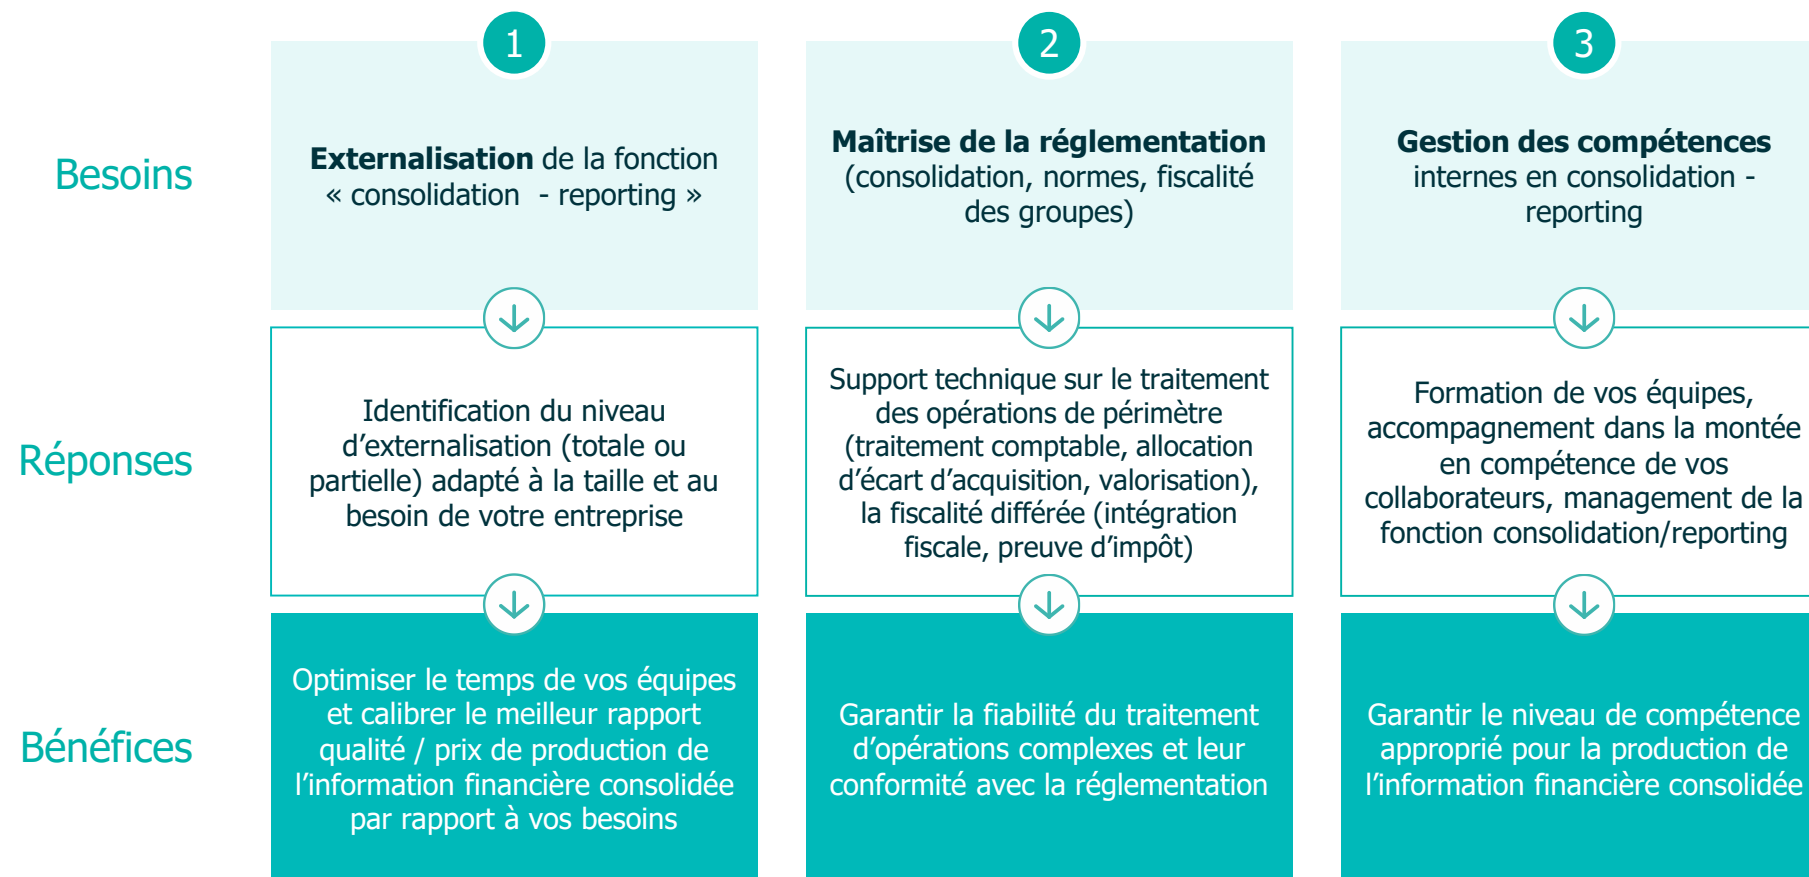 1
2
3
Besoins
Externalisation de la fonction
« consolidation  - reporting »
Maîtrise de la réglementation
(consolidation, normes, fiscalité
des groupes)
Gestion des compétences
internes en consolidation -
reporting
Réponses
Identification du niveau
d’externalisation (totale ou
partielle) adapté à la taille et au
besoin de votre entreprise
Support technique sur le traitement
des opérations de périmètre
(traitement comptable, allocation
d’écart d’acquisition, valorisation),
la fiscalité différée (intégration
fiscale, preuve d’impôt)
Formation de vos équipes,
accompagnement dans la montée
en compétence de vos
collaborateurs, management de la
fonction consolidation/reporting
Bénéfices
Optimiser le temps de vos équipes
et calibrer le meilleur rapport
qualité / prix de production de
l’information financière consolidée
par rapport à vos besoins
Garantir la fiabilité du traitement
d’opérations complexes et leur
conformité avec la réglementation
Garantir le niveau de compétence
approprié pour la production de
l’information financière consolidée